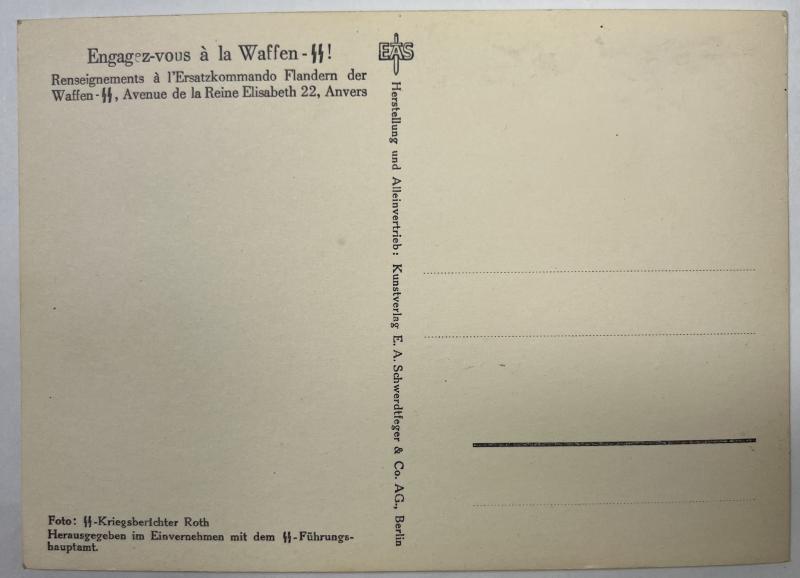 Engagez-vous à la Waffen-ᛋᛋ!
Renseignements à l'Ersatzkommando Flandern der
Waffen-ᛋᛋ, Avenue de la Reine Elisabeth 22, Anvers
EAS
Herstellung und Alleinvertrieb: Kunstverlag E. A. Schwerdtfeger & Co. AG., Berlin
Foto: ᛋᛋ-Kriegsberichter Roth
Herausgegeben im Einvernehmen mit dem ᛋᛋ-Führungs-
hauptamt.